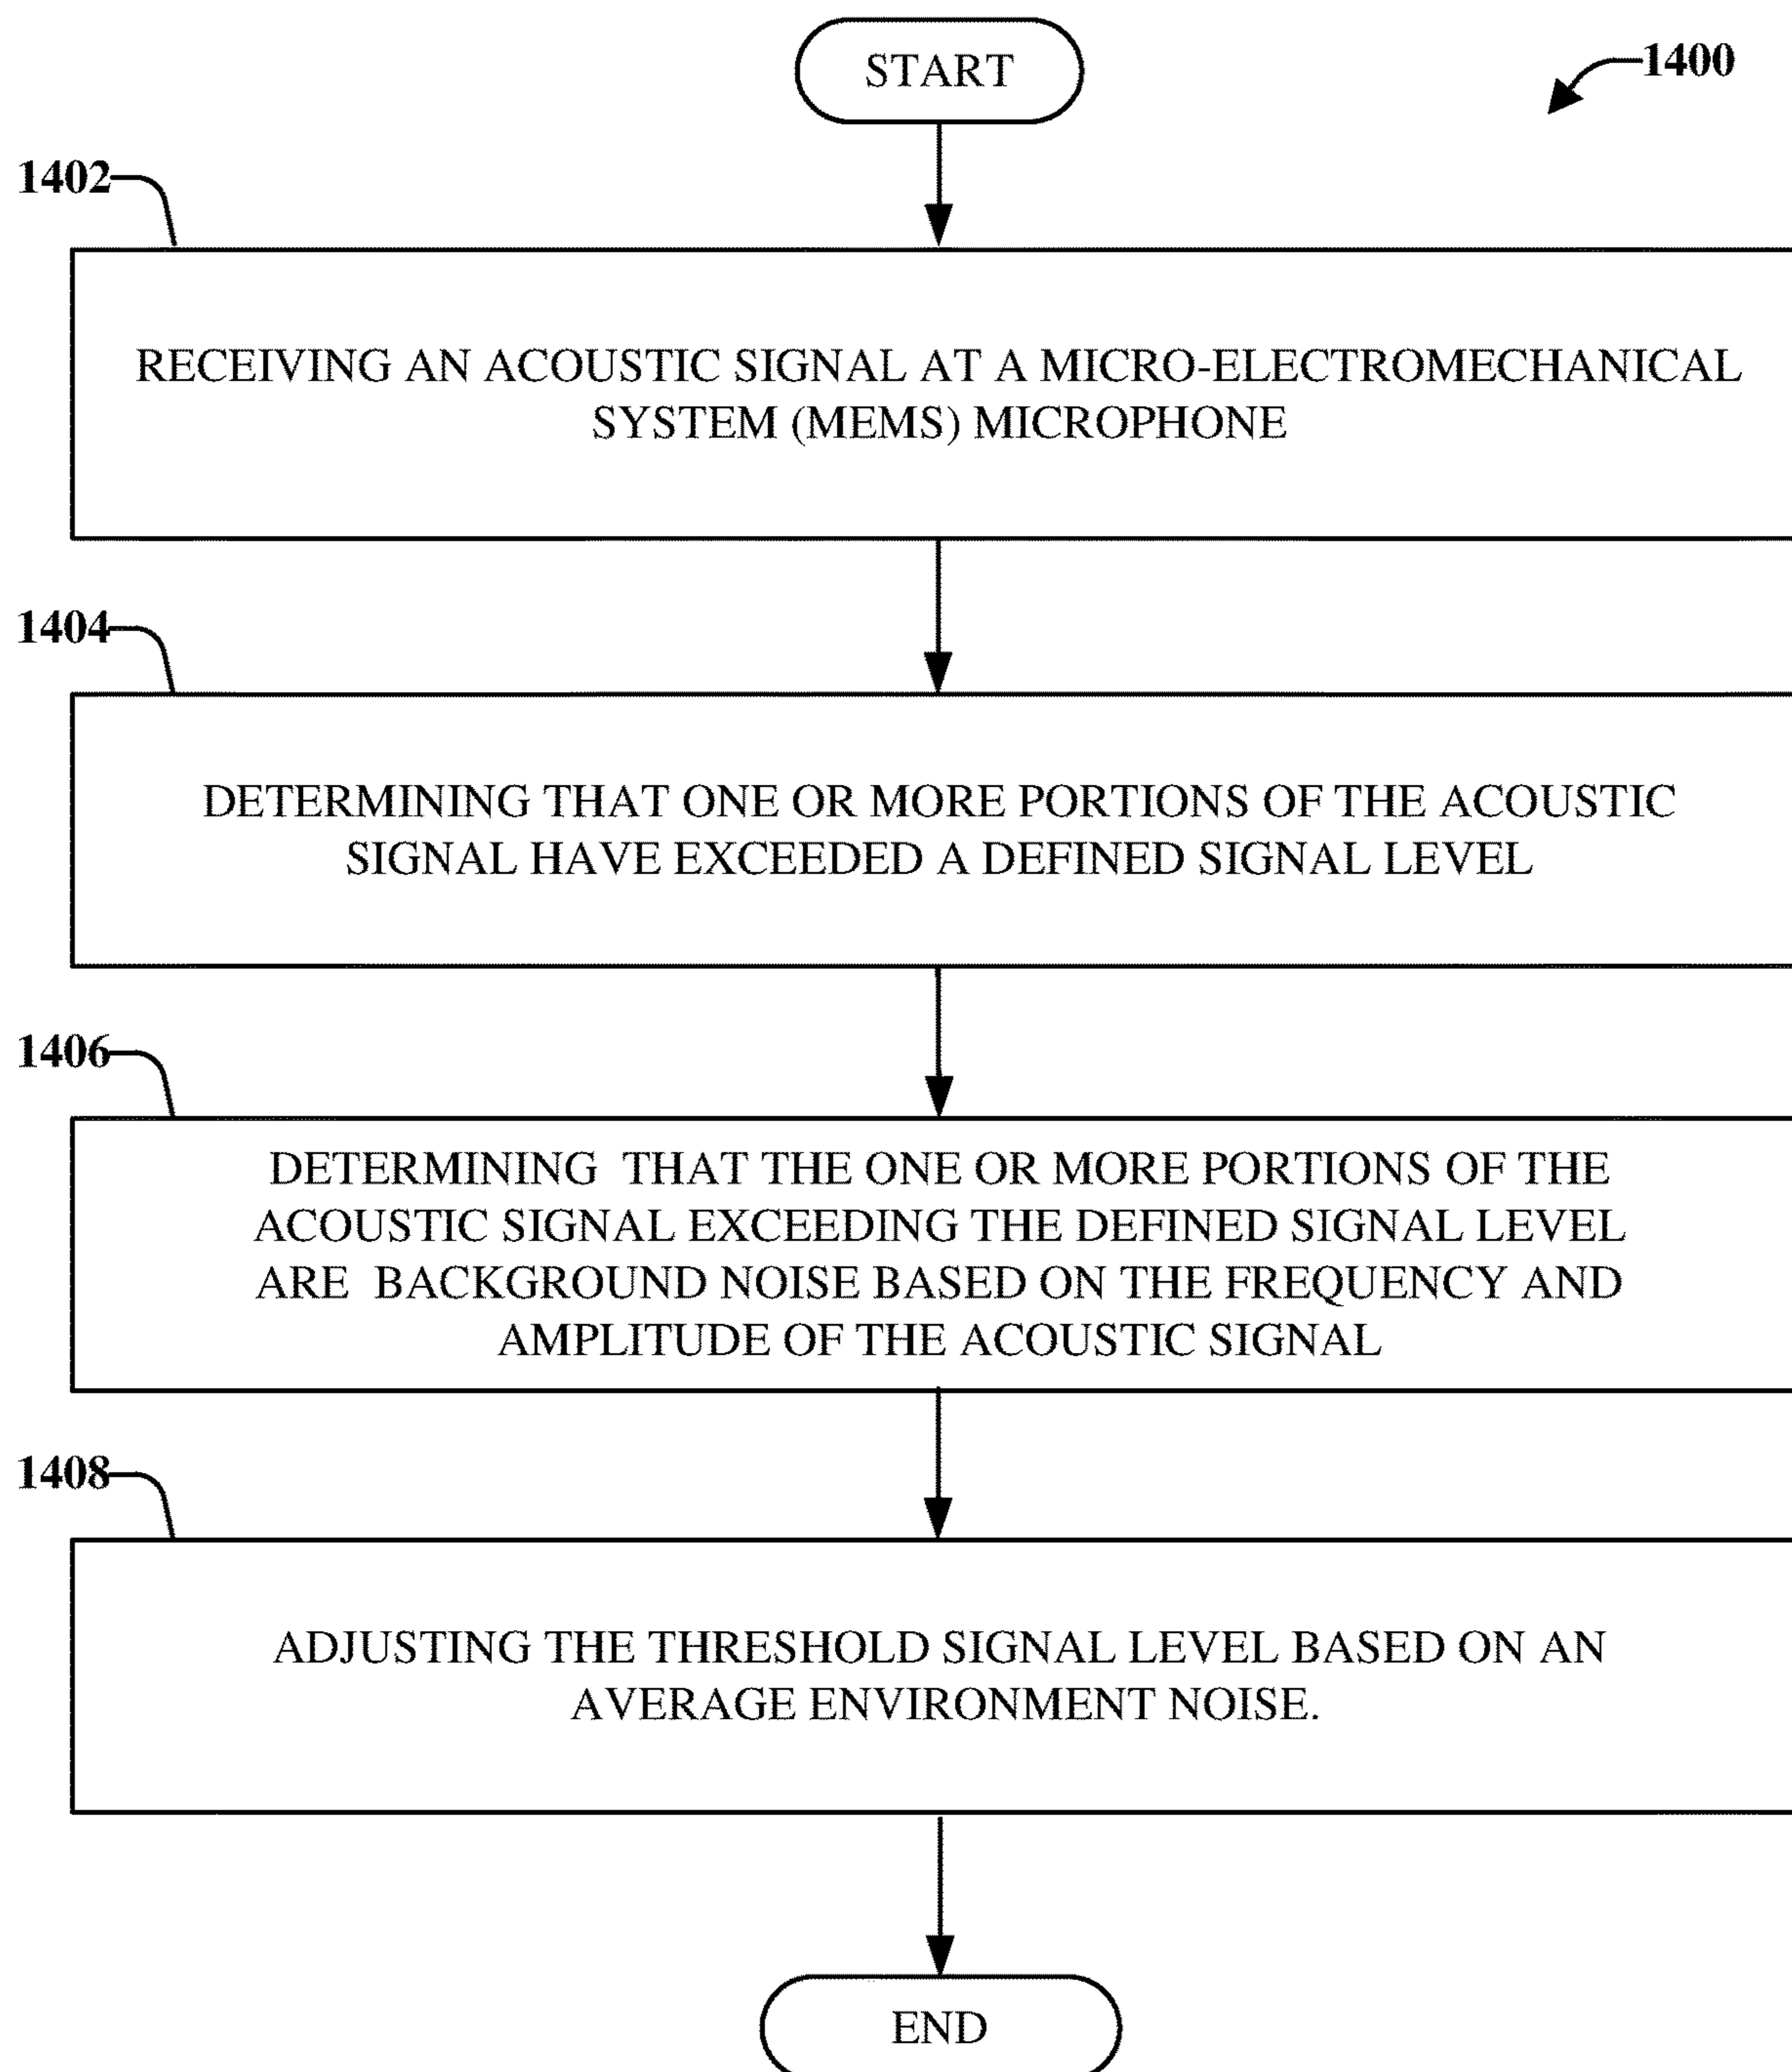 START
1400
1402
RECEIVING AN ACOUSTIC SIGNAL AT A MICRO-ELECTROMECHANICAL
SYSTEM (MEMS) MICROPHONE
1404
DETERMINING THAT ONE OR MORE PORTIONS OF THE ACOUSTIC
SIGNAL HAVE EXCEEDED A DEFINED SIGNAL LEVEL
1406
DETERMINING THAT THE ONE OR MORE PORTIONS OF THE
ACOUSTIC SIGNAL EXCEEDING THE DEFINED SIGNAL LEVEL
ARE BACKGROUND NOISE BASED ON THE FREQUENCY AND
AMPLITUDE OF THE ACOUSTIC SIGNAL
1408
ADJUSTING THE THRESHOLD SIGNAL LEVEL BASED ON AN
AVERAGE ENVIRONMENT NOISE.
END